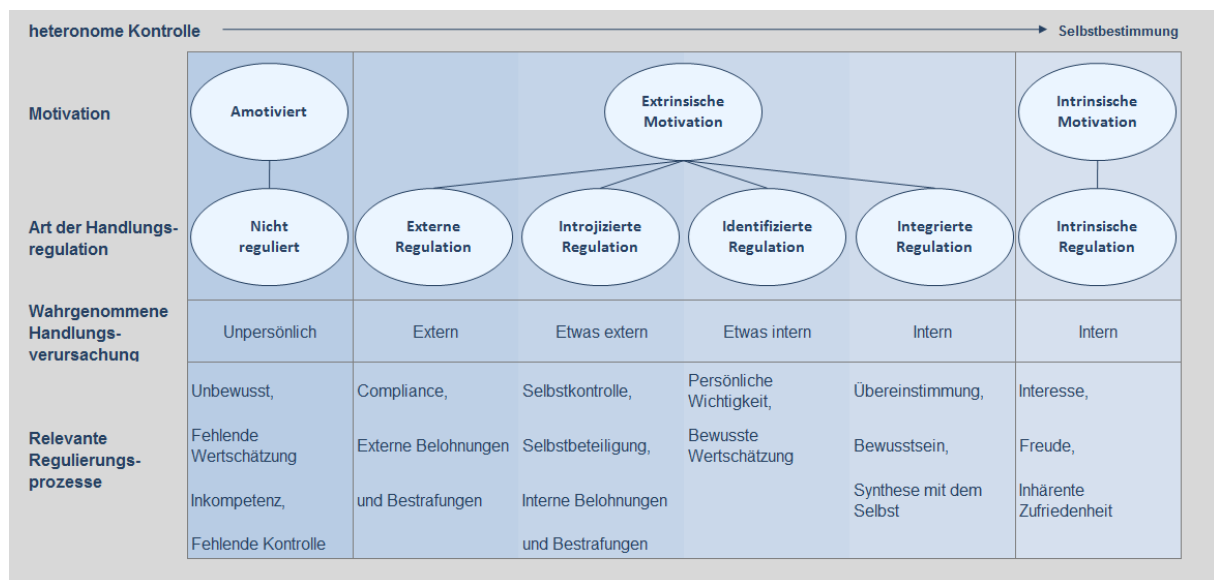 heteronome Kontrolle
Selbstbestimmung
Motivation
Amotiviert
Extrinsische
Motivation
Intrinsische
Motivation
Art der Handlungs-
regulation
Nicht
reguliert
Externe
Regulation
Introjizierte
Regulation
Identifizierte
Regulation
Integrierte
Regulation
Intrinsische
Regulation
Wahrgenommene
Handlungs-
verursachung
Unpersönlich
Extern
Etwas extern
Etwas intern
Intern
Intern
Relevante
Regulierungs-
prozesse
Unbewusst,
Fehlende
Wertschätzung
Inkompetenz,
Fehlende Kontrolle
Compliance,
Externe Belohnungen
und Bestrafungen
Selbstkontrolle,
Selbstbeteiligung,
Interne Belohnungen
und Bestrafungen
Persönliche
Wichtigkeit,
Bewusste
Wertschätzung
Übereinstimmung,
Bewusstsein,
Synthese mit dem
Selbst
Interesse,
Freude,
Inhärente
Zufriedenheit